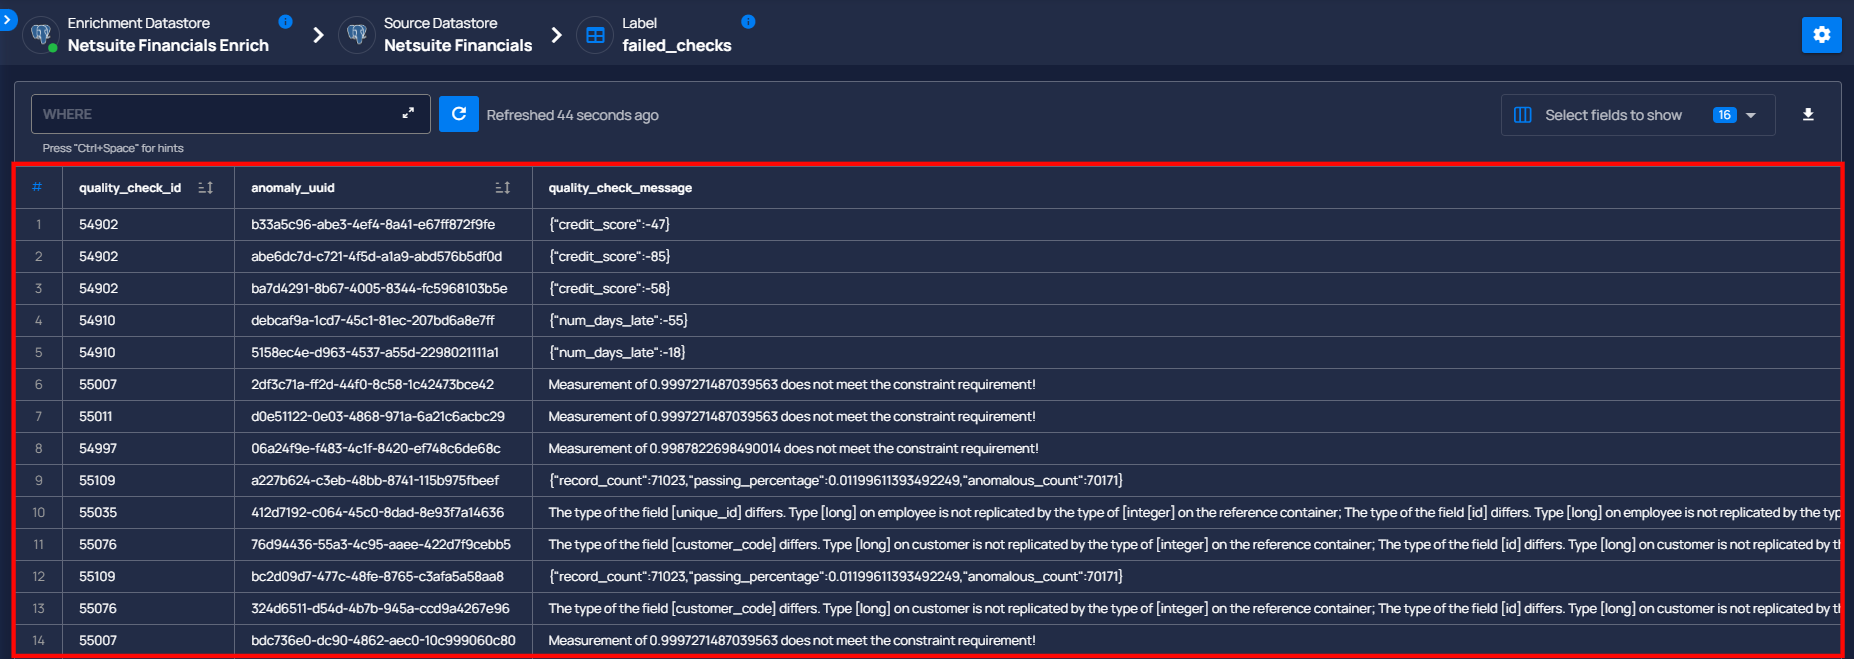 Enrichment Datastore
Netsuite Financials Enrich
Source Datastore
Netsuite Financials
Label
failed_checks
WHERE
Refreshed 44 seconds ago
Select fields to show 16
Press "Ctrl+Space" for hints
# quality_check_id anomaly_uuid quality_check_message
1 54902 b33a5c96-abe3-4ef4-8a41-e67ff872f9fe {"credit_score":-47}
2 54902 abe6dc7d-c721-4f5d-a1a9-abd576b5df0d {"credit_score":-85}
3 54902 ba7d4291-8b67-4005-8344-fc5968103b5e {"credit_score":-58}
4 54910 debcaf9a-1cd7-45c1-81ec-207bd6a8e7ff {"num_days_late":-55}
5 54910 5158ec4e-d963-4537-a55d-2298021111a1 {"num_days_late":-18}
6 55007 2df3c71a-ff2d-44f0-8c58-1c42473bce42 Measurement of 0.9997271487039563 does not meet the constraint requirement!
7 55011 d0e51122-0e03-4868-971a-6a21c6acbc29 Measurement of 0.9997271487039563 does not meet the constraint requirement!
8 54997 06a24f9e-f483-4c1f-8420-ef748c6de68c Measurement of 0.9987822698490014 does not meet the constraint requirement!
9 55109 a227b624-c3eb-48bb-8741-115b975fbeef {"record_count":71023,"passing_percentage":0.01199611393492249,"anomalous_count":70171}
10 55035 412d7192-c064-45c0-8dad-8e93f7a14636 The type of the field [unique_id] differs. Type [long] on employee is not replicated by the type of [integer] on the reference container; The type of the field [id] differs. Type [long] on employee is not replicated by the typ
11 55076 76d94436-55a3-4c95-aaee-422d7f9cebb5 The type of the field [customer_code] differs. Type [long] on customer is not replicated by the type of [integer] on the reference container; The type of the field [id] differs. Type [long] on customer is not replicated by th
12 55109 bc2d09d7-477c-48fe-8765-c3afa5a58aa8 {"record_count":71023,"passing_percentage":0.01199611393492249,"anomalous_count":70171}
13 55076 324d6511-d54d-4b7b-945a-ccd9a4267e96 The type of the field [customer_code] differs. Type [long] on customer is not replicated by the type of [integer] on the reference container; The type of the field [id] differs. Type [long] on customer is not replicated by th
14 55007 bdc736e0-dc90-4862-aec0-10c999060c80 Measurement of 0.9997271487039563 does not meet the constraint requirement!